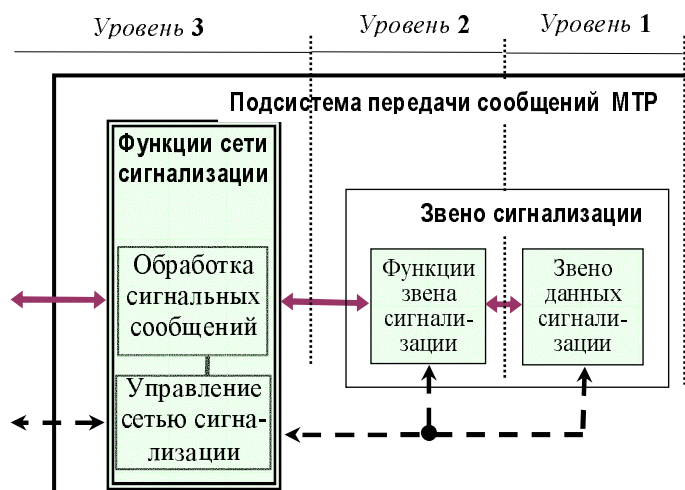 Уровень 3
Уровень 2
Уровень 1
Подсистема передачи сообщений МТР
Функции сети
сигнализации
Звено сигнализации
Обработка
сигнальных
сообщений
Функции
звена
сигнали-
зации
Звено
данных
сигнали-
зации
Управление
сетью сигна-
лизации